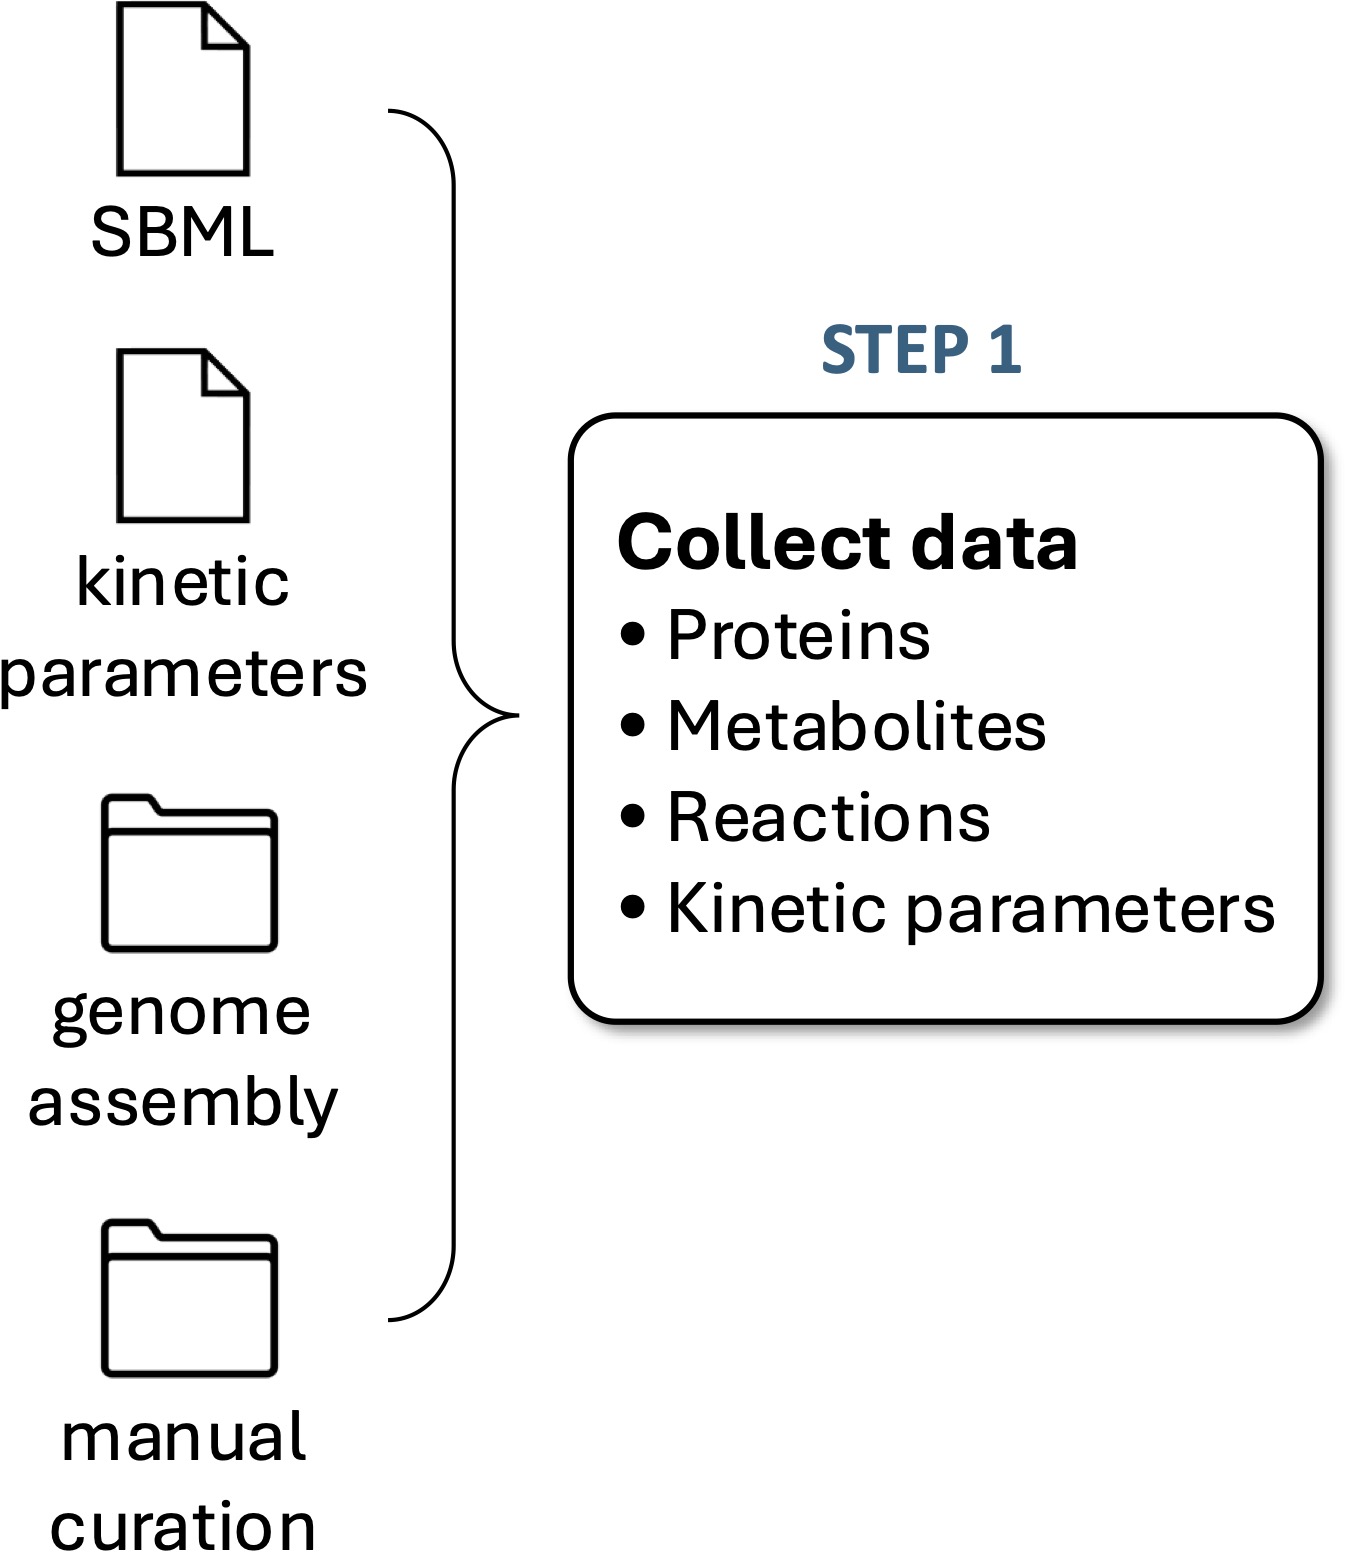 SBML
kinetic
parameters
genome
assembly
manual
curation
STEP 1
Collect data
• Proteins
• Metabolites
• Reactions
• Kinetic parameters